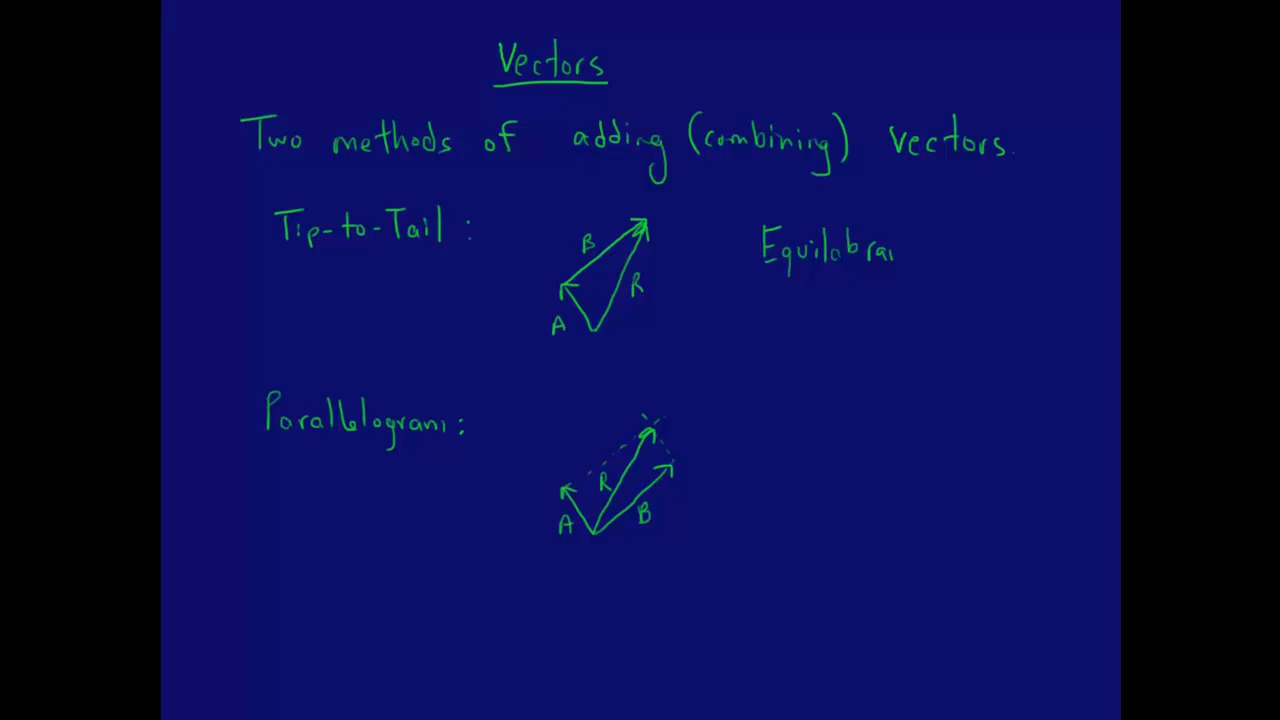 Vectors
Two methods of adding (combining) vectors.
Tip-to-Tail:
Equilabrai
B
R
A
Parallelogram:
R
A
B